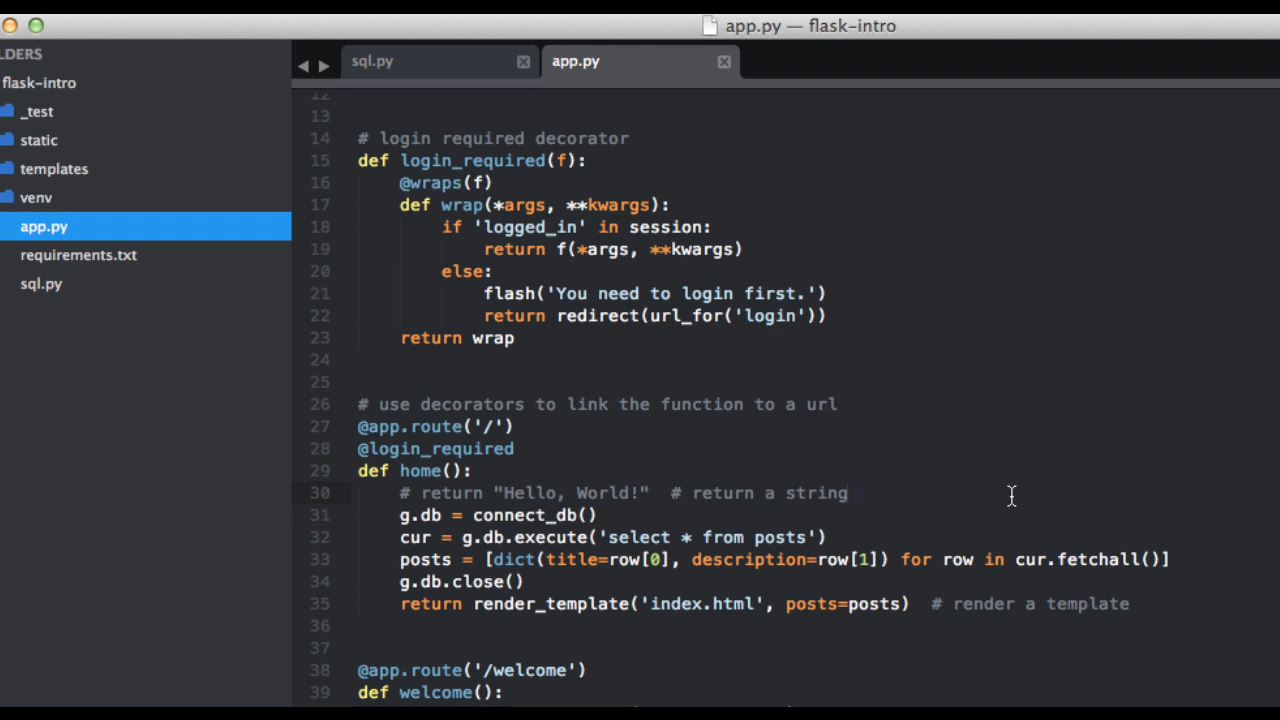 app.py — flask-intro
LDERS
flask-intro
_test
static
templates
venv
app.py
requirements.txt
sql.py
sql.py
app.py
12
13
14 # login required decorator
15 def login_required(f):
16     @wraps(f)
17     def wrap(*args, **kwargs):
18         if 'logged_in' in session:
19             return f(*args, **kwargs)
20         else:
21             flash('You need to login first.')
22             return redirect(url_for('login'))
23     return wrap
24
25
26 # use decorators to link the function to a url
27 @app.route('/')
28 @login_required
29 def home():
30     # return "Hello, World!"  # return a string
31     g.db = connect_db()
32     cur = g.db.execute('select * from posts')
33     posts = [dict(title=row[0], description=row[1]) for row in cur.fetchall()]
34     g.db.close()
35     return render_template('index.html', posts=posts)  # render a template
36
37
38 @app.route('/welcome')
39 def welcome():